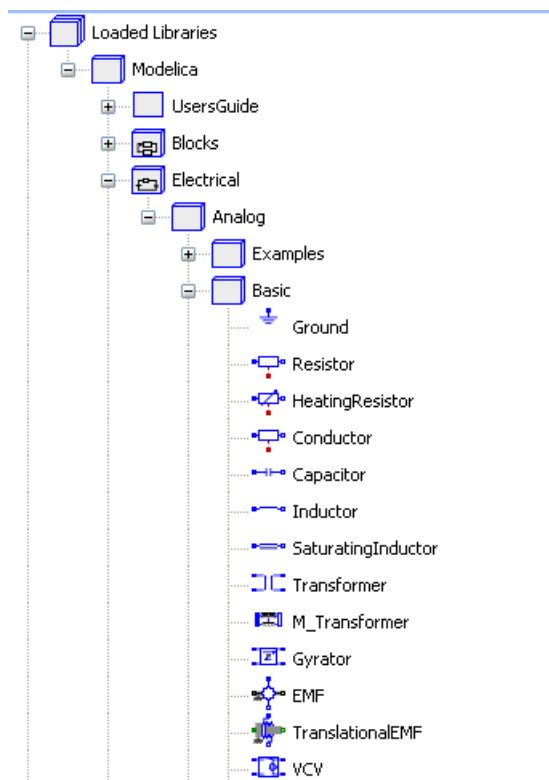 Loaded Libraries
Modelica
UsersGuide
Blocks
Electrical
Analog
Examples
Basic
Ground
Resistor
HeatingResistor
Conductor
Capacitor
Inductor
SaturatingInductor
Transformer
M_Transformer
Gyrator
EMF
TranslationalEMF
VCV